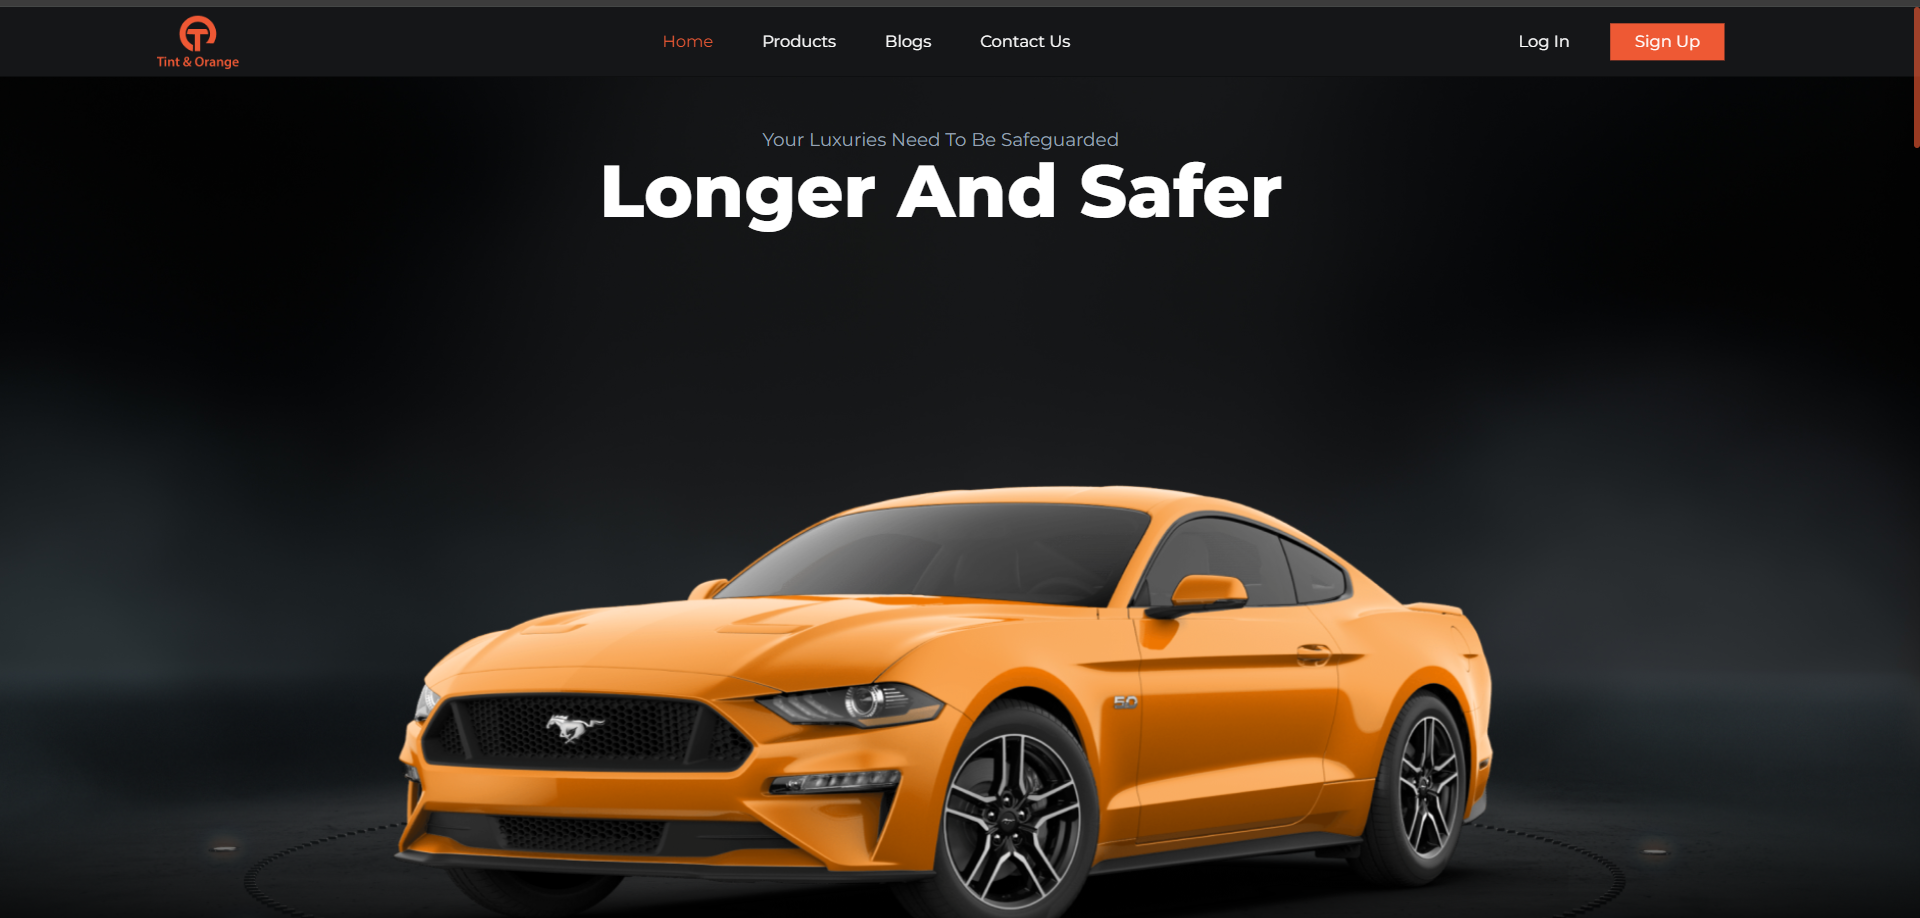 Tint & Orange
Home
Products
Blogs
Contact Us
Log In
Sign Up
Your Luxuries Need To Be Safeguarded
Longer And Safer
5.0